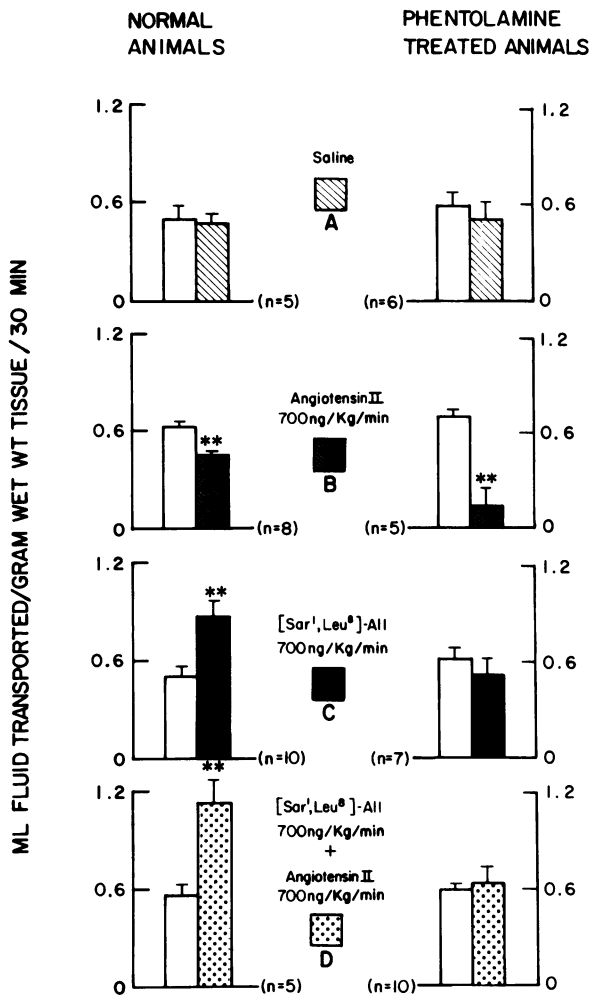 NORMAL
ANIMALS
PHENTOLAMINE
TREATED ANIMALS
ML FLUID TRANSPORTED/GRAM WET WT TISSUE/30 MIN
1.2
0.6
0
(n=5)
Saline
A
(n=6)
1.2
0.6
0
1.2
0.6
0
**
(n=8)
Angiotensin II
700ng/Kg/min
B
(n=5)
**
1.2
0.6
0
1.2
0.6
0
**
(n=10)
[Sar¹,Leu⁸]-AII
700ng/Kg/min
C
(n=7)
1.2
0.6
0
1.2
0.6
0
**
(n=5)
[Sar¹,Leu⁸]-AII
700ng/Kg/min
+
Angiotensin II
700ng/Kg/min
D
(n=10)
1.2
0.6
0